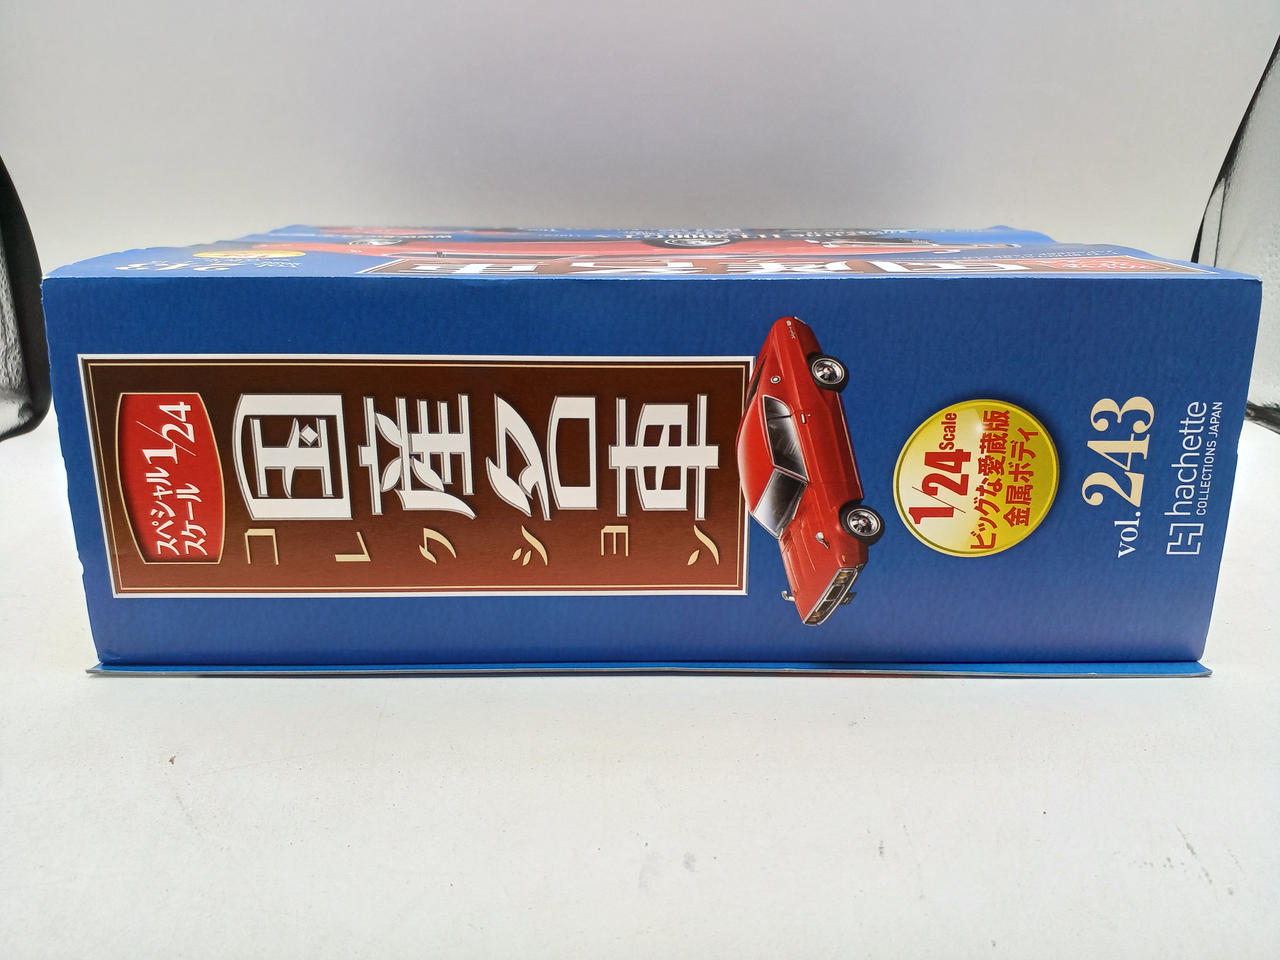 スペシャル
スケール
1/24
国産名車
コレクション
1/24 Scale
ビッグな愛蔵版
金属ボディ
vol.243
hachette
COLLECTIONS JAPAN